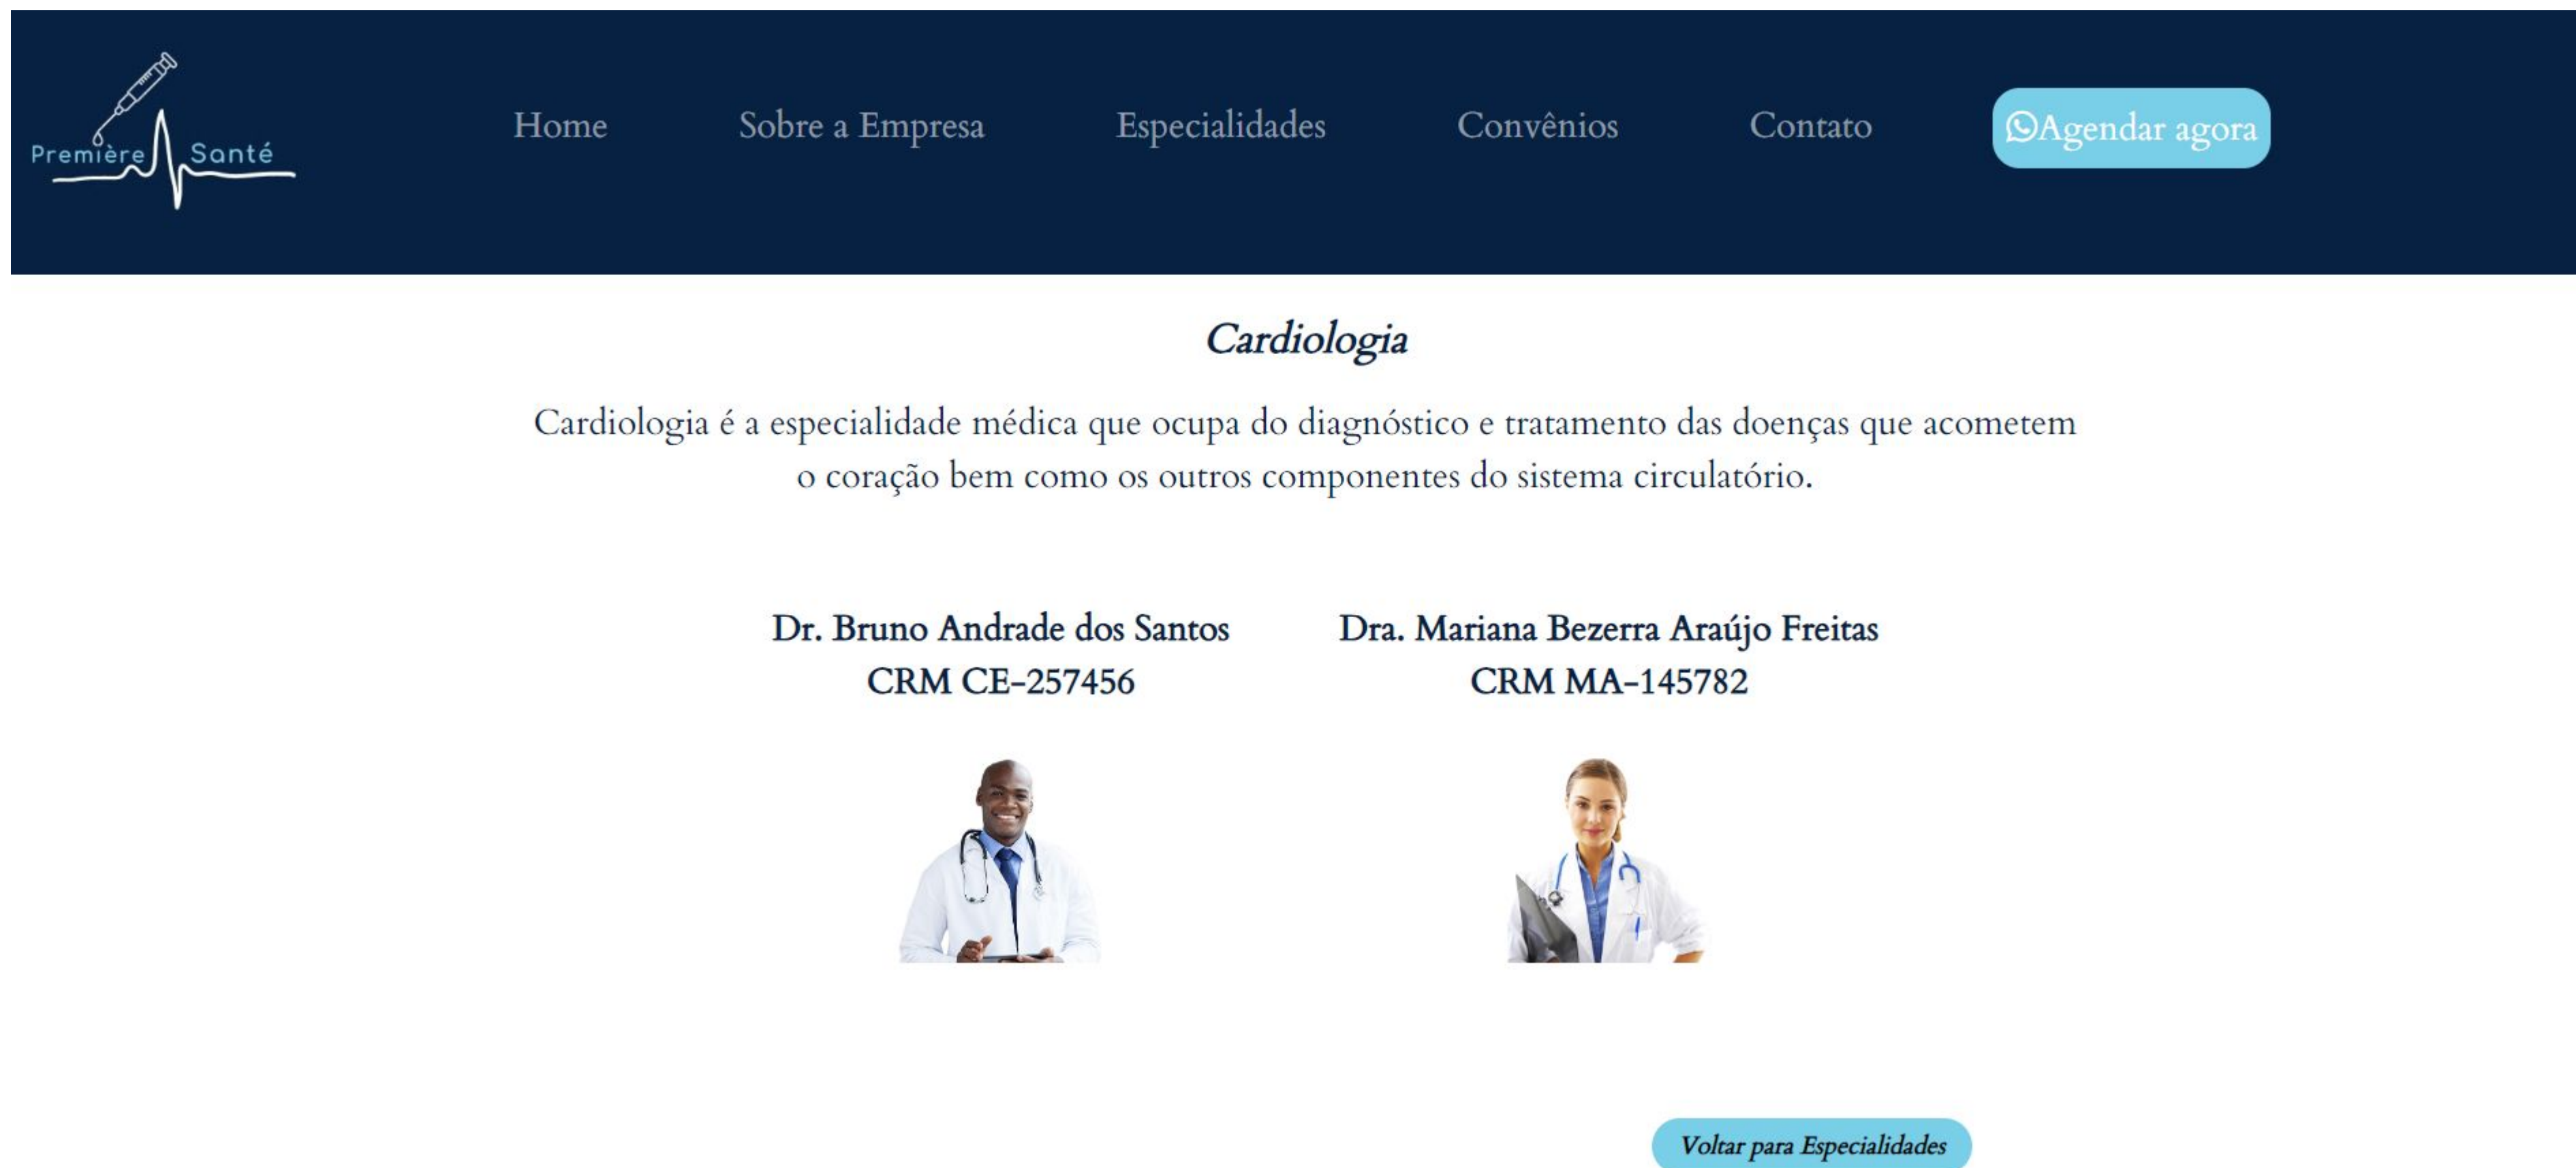 Première Santé
Home
Sobre a Empresa
Especialidades
Convênios
Contato
Agendar agora
Cardiologia
Cardiologia é a especialidade médica que ocupa do diagnóstico e tratamento das doenças que acometem
o coração bem como os outros componentes do sistema circulatório.
Dr. Bruno Andrade dos Santos
CRM CE-257456
Dra. Mariana Bezerra Araújo Freitas
CRM MA-145782
Voltar para Especialidades